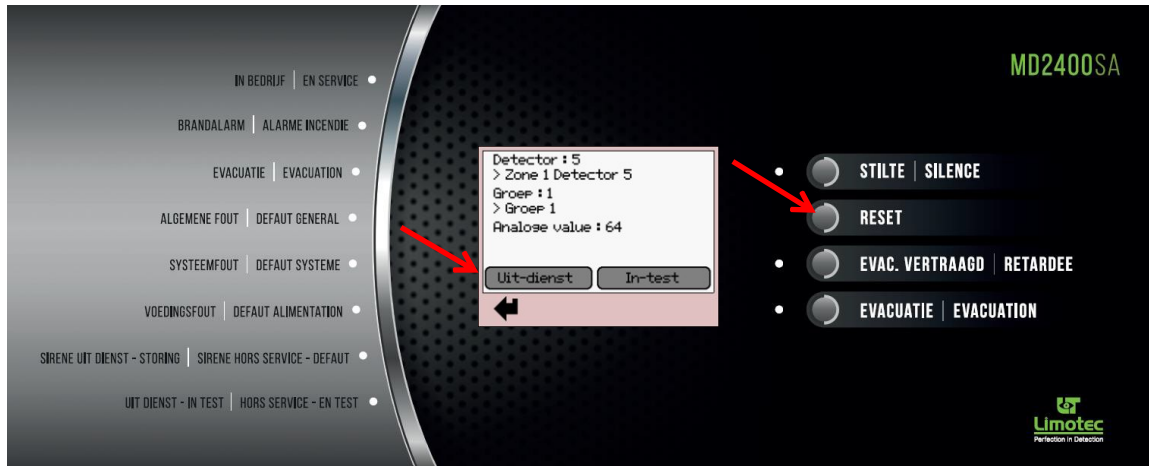 IN BEDRIJF | EN SERVICE
BRANDALARM | ALARME INCENDIE
EVACUATIE | EVACUATION
ALGEMENE FOUT | DEFAUT GENERAL
SYSTEEMFOUT | DEFAUT SYSTEME
VOEDINGSFOUT | DEFAUT ALIMENTATION
SIRENE UIT DIENST - STORING | SIRENE HORS SERVICE - DEFAUT
UIT DIENST - IN TEST | HORS SERVICE - EN TEST
Detector : 5
> Zone 1 Detector 5
Groep : 1
> Groep 1
Analoge value : 64
Uit-dienst In-test
MD2400SA
STILTE | SILENCE
RESET
EVAC. VERTRAAGD | RETARDEE
EVACUATIE | EVACUATION
Limotec
Perfection in Detection